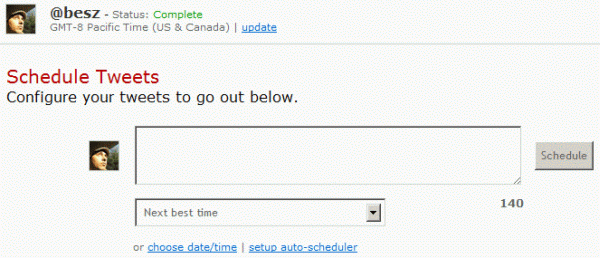 @besz - Status: Complete
GMT-8 Pacific Time (US & Canada) | update
Schedule Tweets
Configure your tweets to go out below.
Schedule
Next best time
140
or choose date/time | setup auto-scheduler